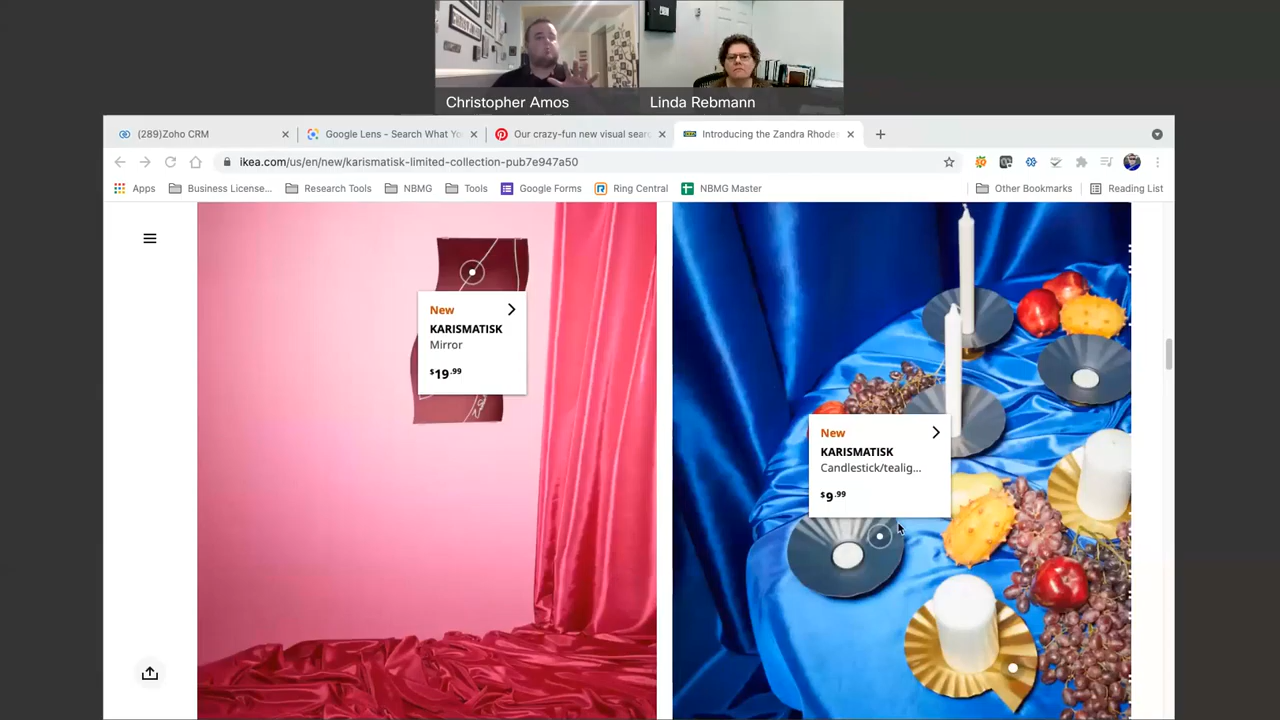 Christopher Amos
Linda Rebmann
(289)Zoho CRM
Google Lens - Search What Yo
Our crazy-fun new visual sear
Introducing the Zandra Rhode
ikea.com/us/en/new/karismatisk-limited-collection-pub7e947a50
Apps
Business License...
Research Tools
NBMG
Tools
Google Forms
Ring Central
NBMG Master
Other Bookmarks
Reading List
New
KARISMATISK
Mirror
$19.99
New
KARISMATISK
Candlestick/tealig...
$9.99